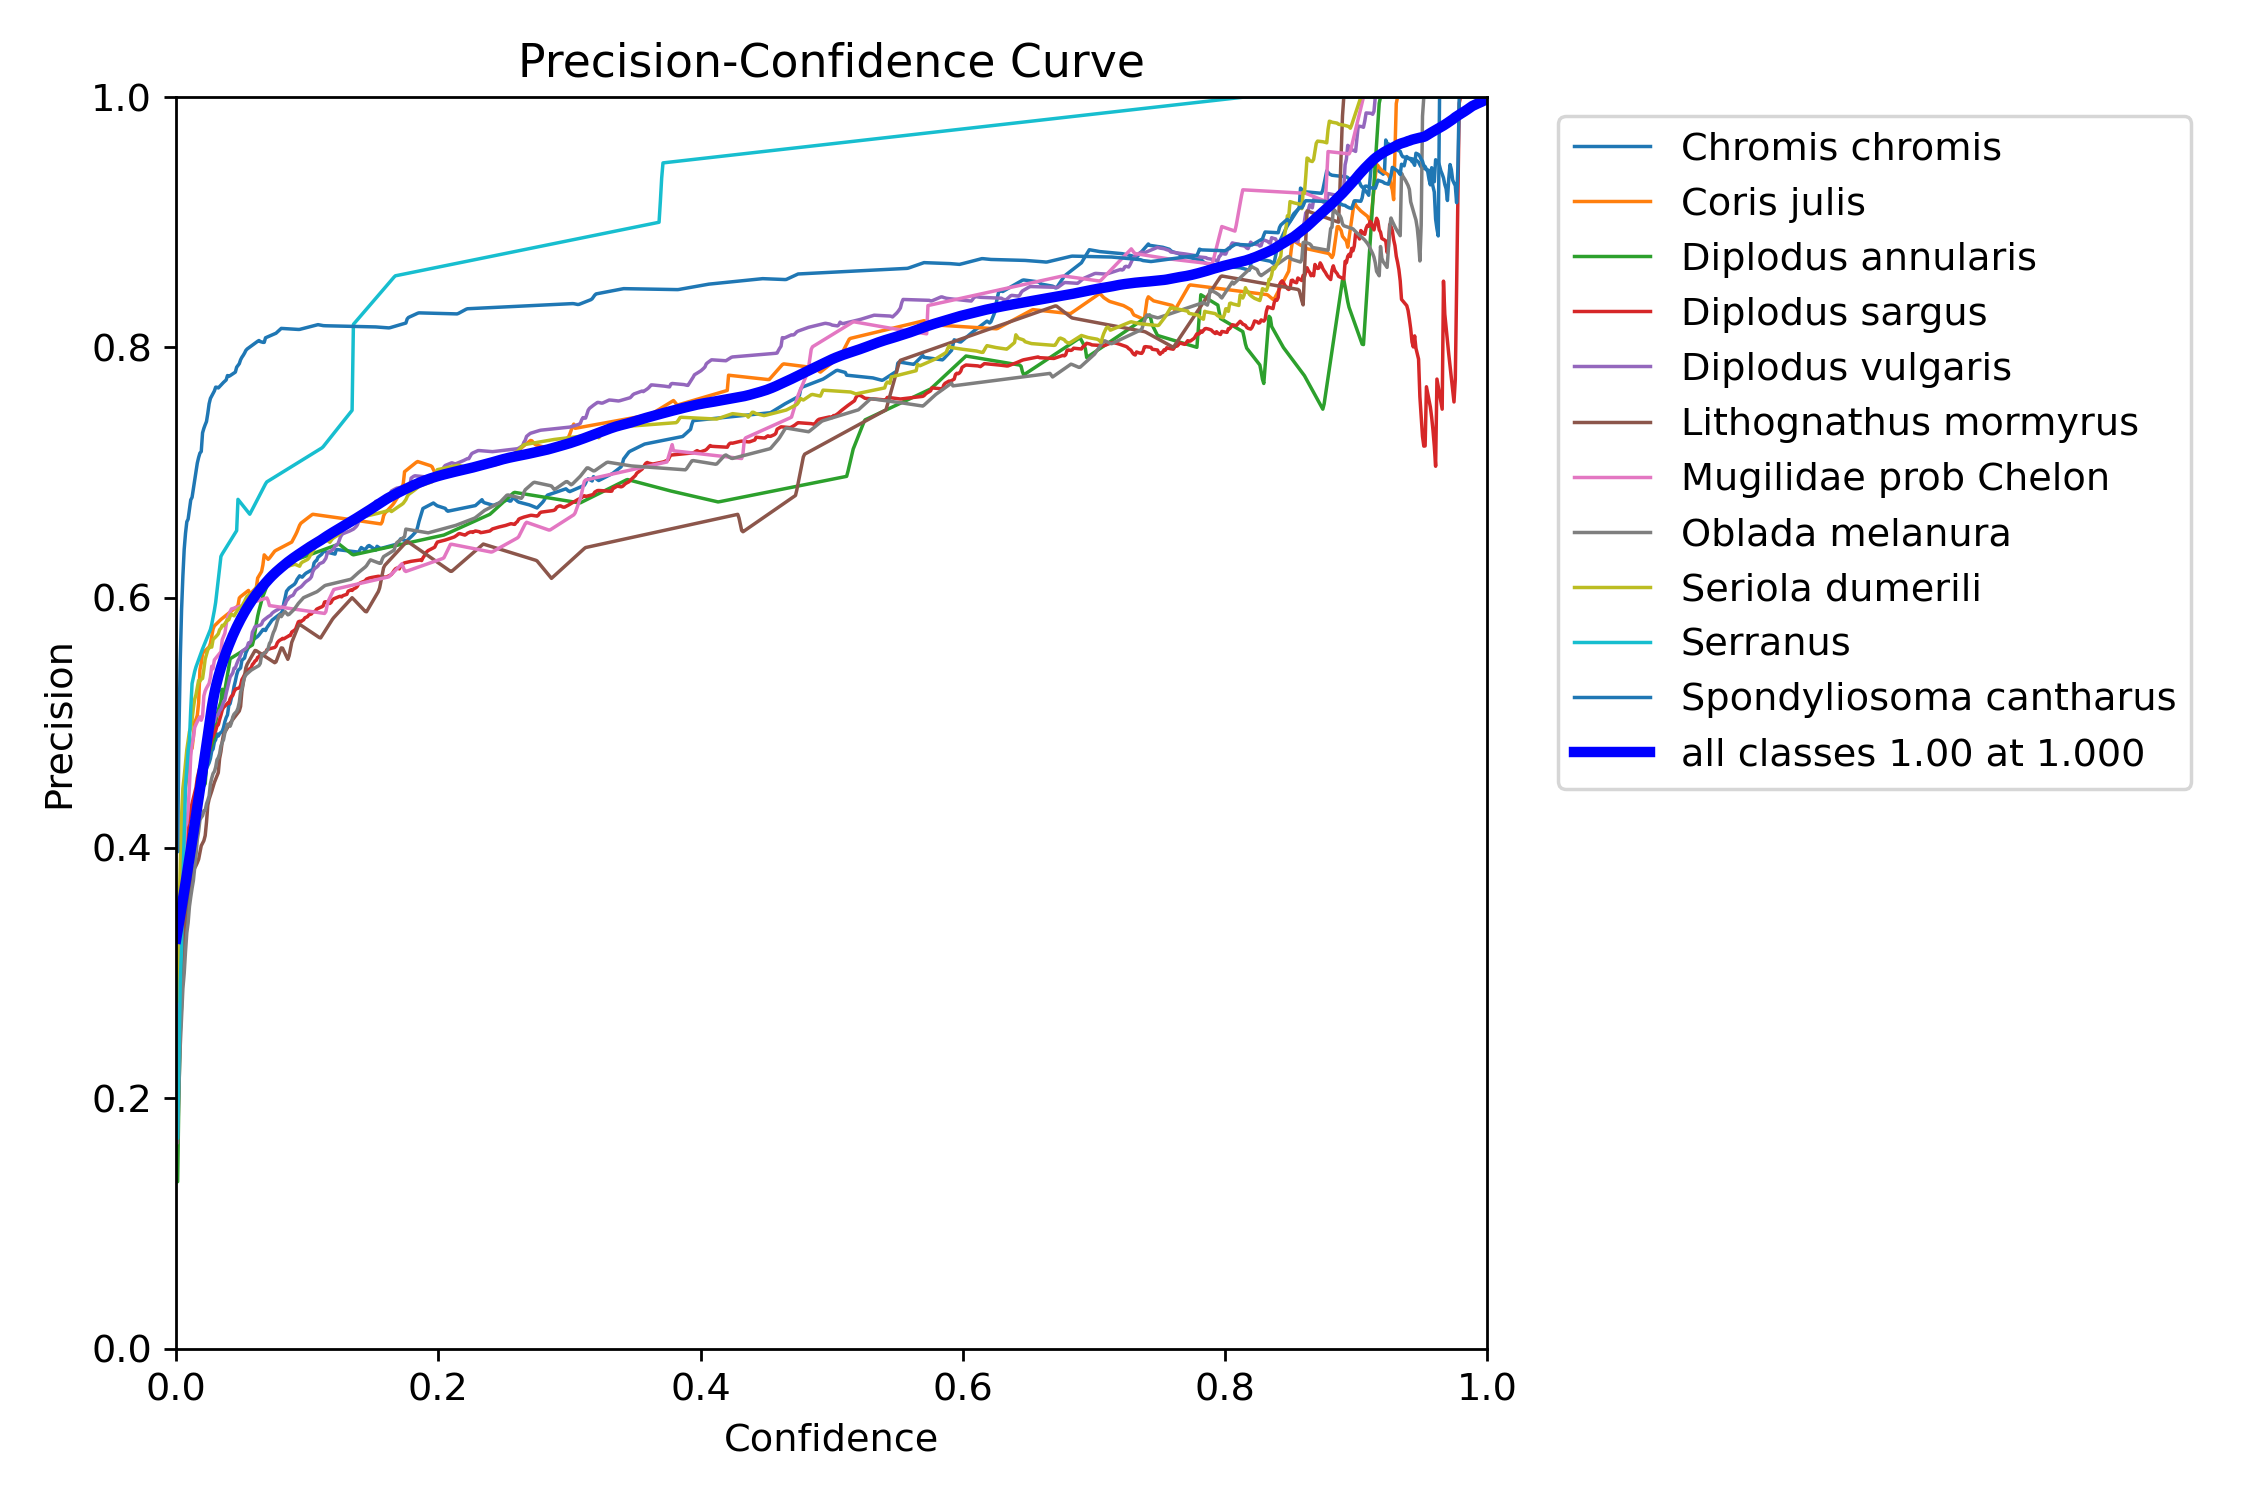 Precision-Confidence Curve
1.0
0.8
0.6
0.4
0.2
0.0
Precision
0.0 0.2 0.4 0.6 0.8 1.0
Confidence
Chromis chromis
Coris julis
Diplodus annularis
Diplodus sargus
Diplodus vulgaris
Lithognathus mormyrus
Mugilidae prob Chelon
Oblada melanura
Seriola dumerili
Serranus
Spondyliosoma cantharus
all classes 1.00 at 1.000